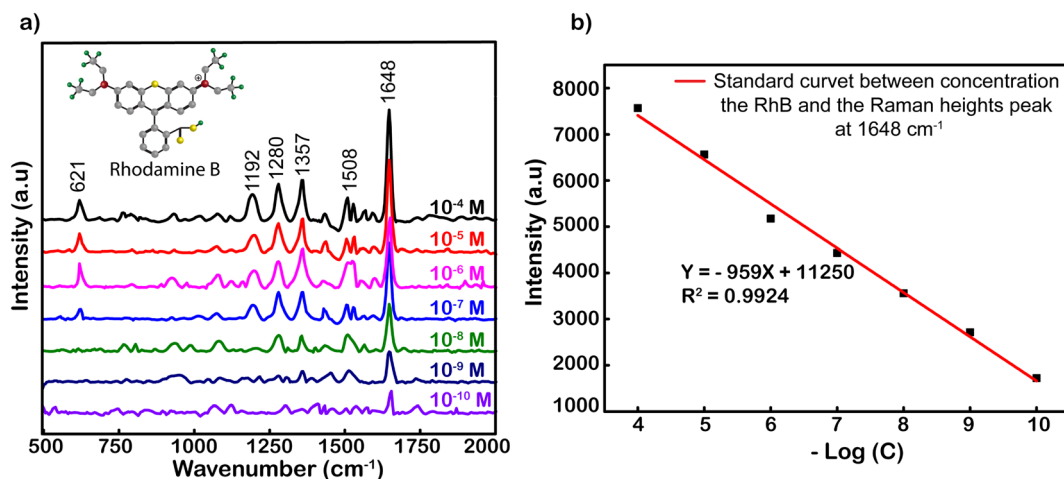 a)
621
1192
1280
1357
1508
1648
⊕
Rhodamine B
10⁻⁴ M
10⁻⁵ M
10⁻⁶ M
10⁻⁷ M
10⁻⁸ M
10⁻⁹ M
10⁻¹⁰ M
Intensity (a.u)
500 750 1000 1250 1500 1750 2000
Wavenumber (cm⁻¹)
b)
Standard curvet between concentration
the RhB and the Raman heights peak
at 1648 cm⁻¹
Y = - 959X + 11250
R² = 0.9924
Intensity (a.u)
8000
7000
6000
5000
4000
3000
2000
1000
4 5 6 7 8 9 10
- Log (C)